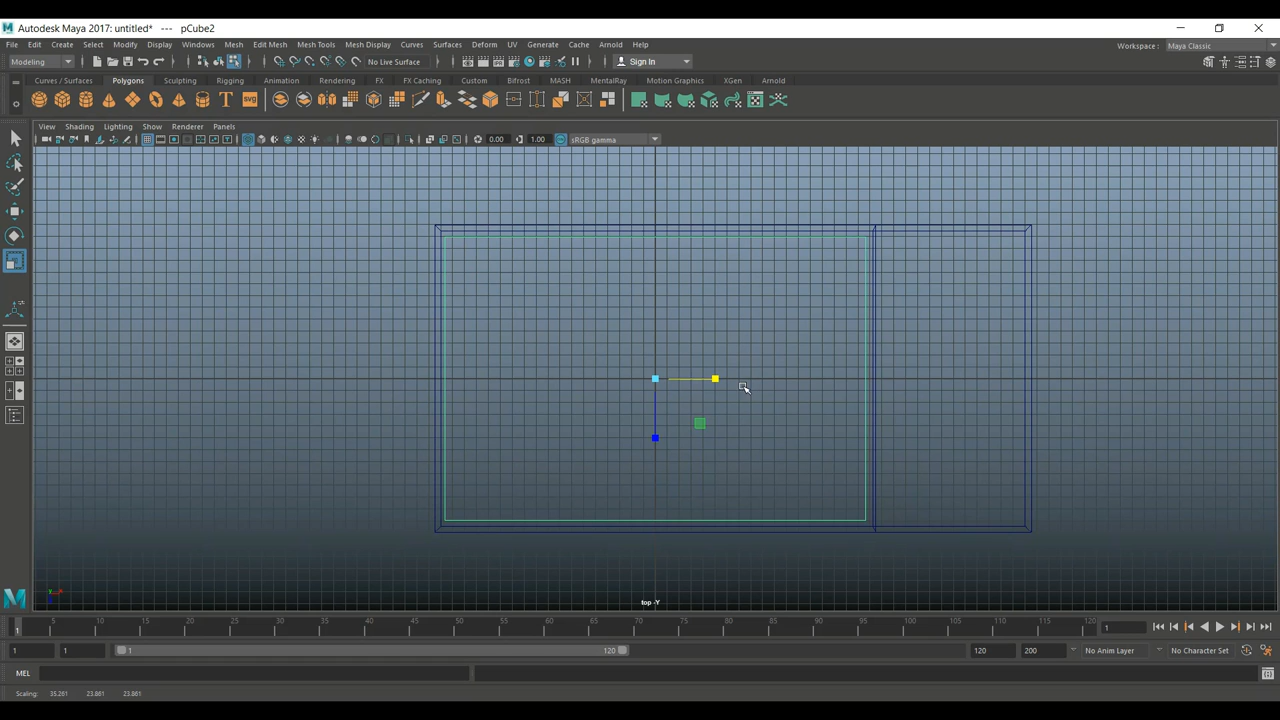 Autodesk Maya 2017: untitled* --- pCube2
File Edit Create Select Modify Display Windows Mesh Edit Mesh Mesh Tools Mesh Display Curves Surfaces Deform UV Generate Cache Arnold Help Workspace : Maya Classic
Modeling No Live Surface Sign In
Curves / Surfaces Polygons Sculpting Rigging Animation Rendering FX FX Caching Custom Bifrost MASH MentalRay Motion Graphics XGen Arnold
T svg
View Shading Lighting Show Renderer Panels
0.00 1.00 sRGB gamma
top -Y
1 5 10 15 20 25 30 35 40 45 50 55 60 65 70 75 80 85 90 95 100 105 110 115 120 1
1 1 1 120 120 200 No Anim Layer No Character Set
MEL
Scaling: 35.261 23.861 23.861